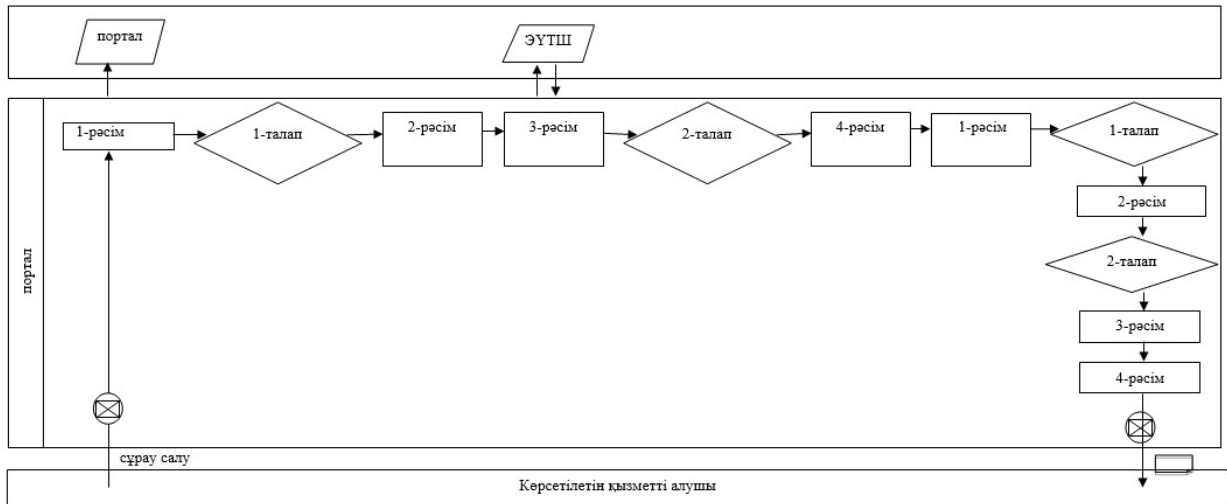 портал
ЭҮТШ
портал
1-рәсім
1-талап
2-рәсім
3-рәсім
2-талап
4-рәсім
1-рәсім
1-талап
2-рәсім
2-талап
3-рәсім
4-рәсім
сұрау салу
Көрсетілетін қызметті алушы